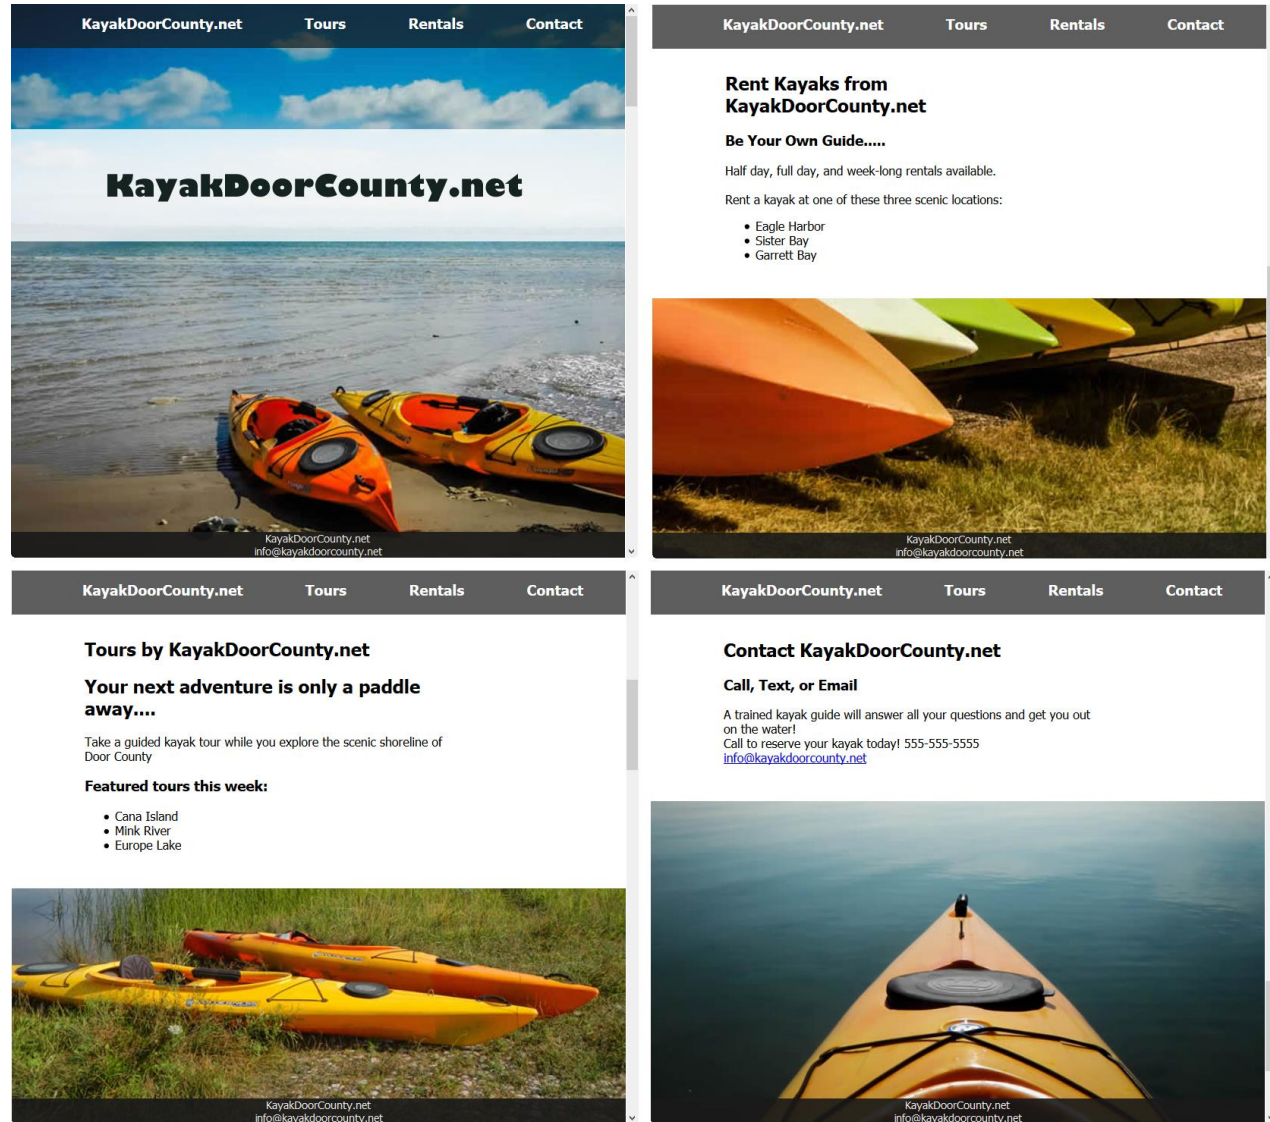 KayakDoorCounty.net Tours Rentals Contact
KayakDoorCounty.net
KayakDoorCounty.net
info@kayakdoorcounty.net
KayakDoorCounty.net Tours Rentals Contact
Rent Kayaks from
KayakDoorCounty.net
Be Your Own Guide.....
Half day, full day, and week-long rentals available.
Rent a kayak at one of these three scenic locations:
Eagle Harbor
Sister Bay
Garrett Bay
KayakDoorCounty.net
info@kayakdoorcounty.net
KayakDoorCounty.net Tours Rentals Contact
Tours by KayakDoorCounty.net
Your next adventure is only a paddle
away....
Take a guided kayak tour while you explore the scenic shoreline of
Door County
Featured tours this week:
Cana Island
Mink River
Europe Lake
KayakDoorCounty.net
info@kayakdoorcounty.net
KayakDoorCounty.net Tours Rentals Contact
Contact KayakDoorCounty.net
Call, Text, or Email
A trained kayak guide will answer all your questions and get you out
on the water!
Call to reserve your kayak today! 555-555-5555
info@kayakdoorcounty.net
KayakDoorCounty.net
info@kayakdoorcounty.net